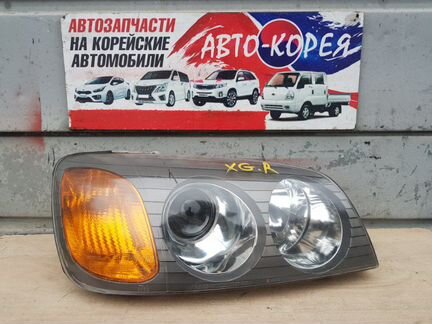 АВТОЗАПЧАСТИ
НА КОРЕЙСКИЕ
АВТОМОБИЛИ
АВТО-КОРЕЯ
XG.R